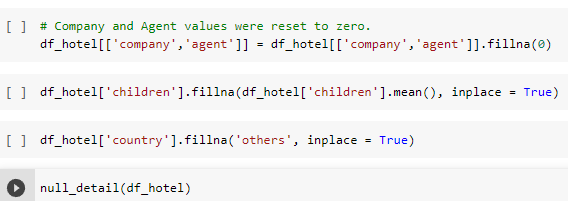 [ ] # Company and Agent values were reset to zero.
df_hotel[['company','agent']] = df_hotel[['company','agent']].fillna(0)
[ ] df_hotel['children'].fillna(df_hotel['children'].mean(), inplace = True)
[ ] df_hotel['country'].fillna('others', inplace = True)
null_detail(df_hotel)